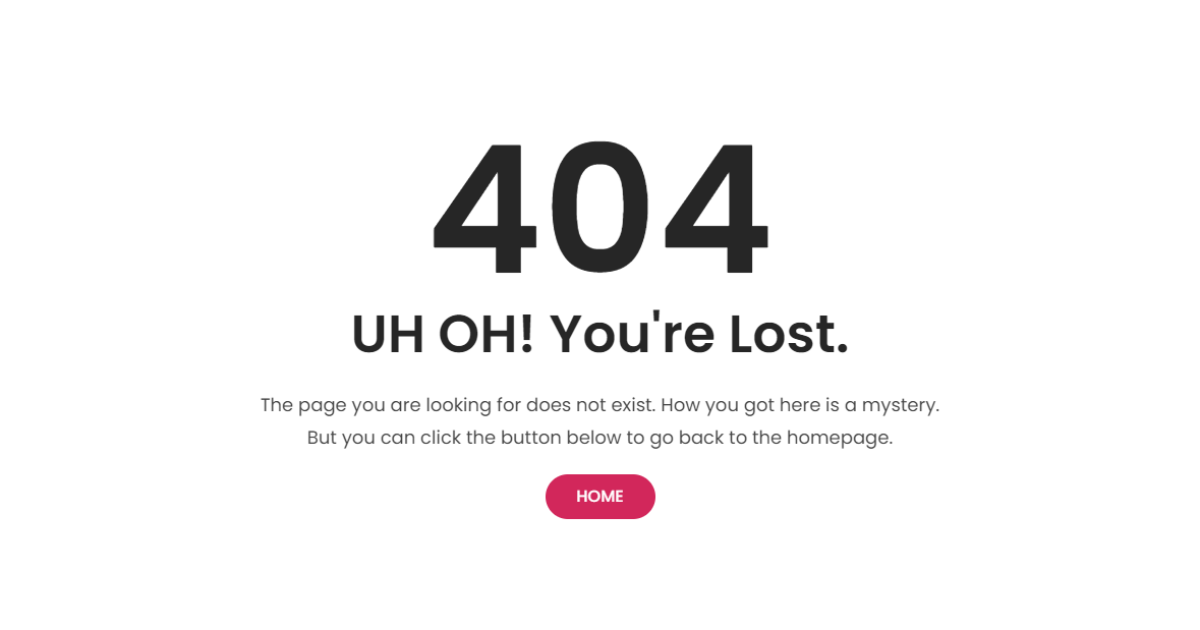 404
UH OH! You're Lost.
The page you are looking for does not exist. How you got here is a mystery.
But you can click the button below to go back to the homepage.
HOME